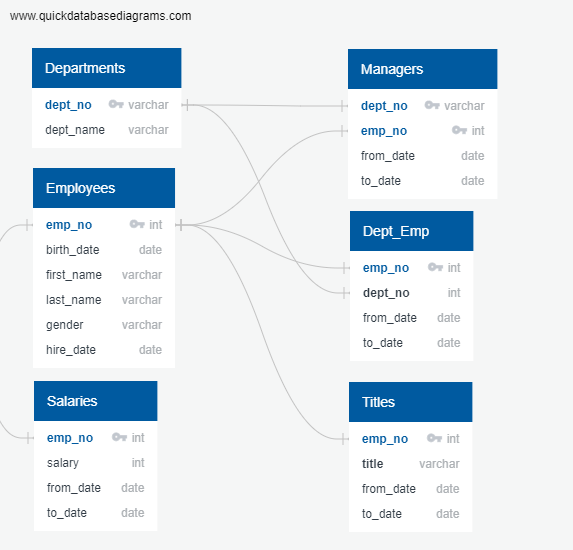 www.quickdatabasediagrams.com
Departments
dept_no varchar
dept_name varchar
Employees
emp_no int
birth_date date
first_name varchar
last_name varchar
gender varchar
hire_date date
Salaries
emp_no int
salary int
from_date date
to_date date
Managers
dept_no varchar
emp_no int
from_date date
to_date date
Dept_Emp
emp_no int
dept_no int
from_date date
to_date date
Titles
emp_no int
title varchar
from_date date
to_date date